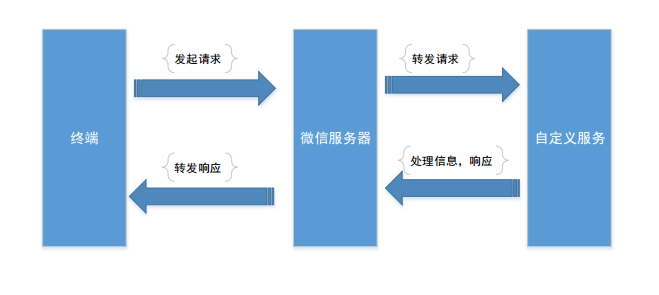 发起请求
转发请求
终端
微信服务器
自定义服务
转发响应
处理信息，响应